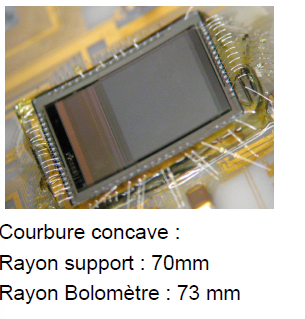 Courbure concave :
Rayon support : 70mm
Rayon Bolomètre : 73 mm